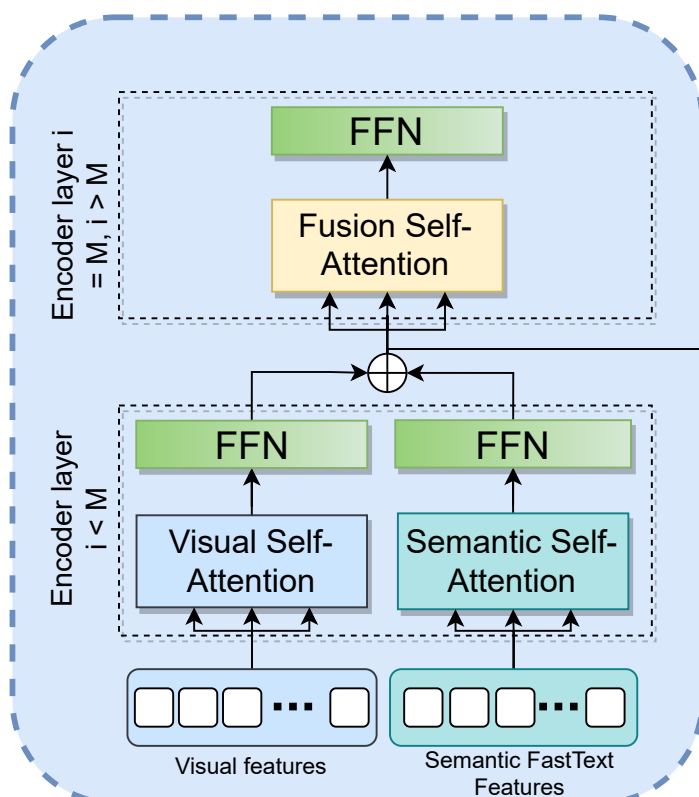 Encoder layer i
= M, i > M
FFN
Fusion Self-
Attention
Encoder layer
i < M
FFN
FFN
Visual Self-
Attention
Semantic Self-
Attention
Visual features
Semantic FastText
Features